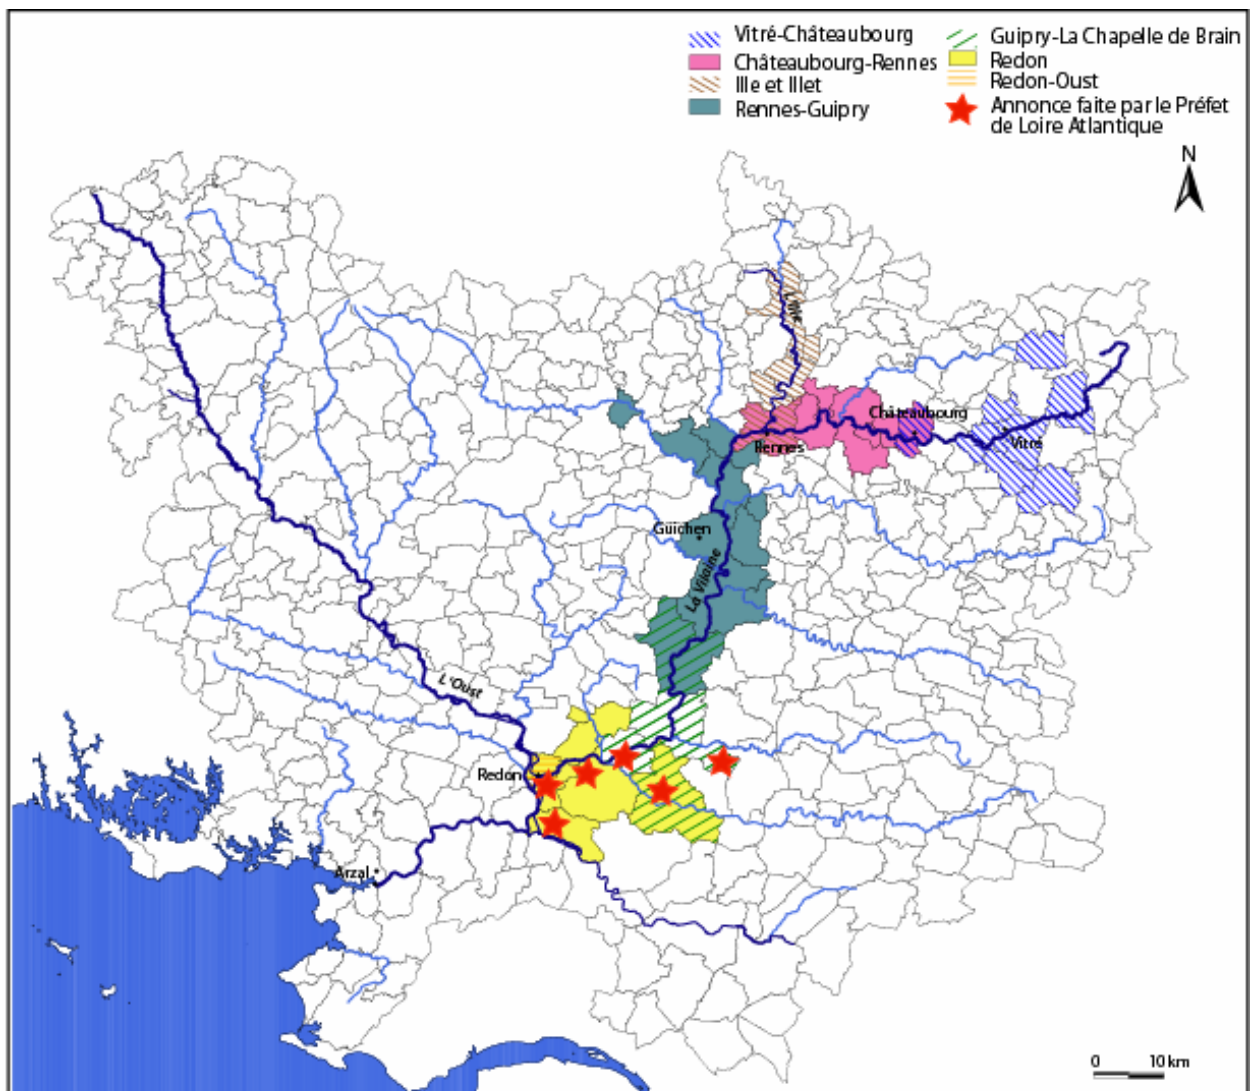 Vitré-Châteaubourg
Châteaubourg-Rennes
Ille et Illet
Rennes-Guipry
Guipry-La Chapelle de Brain
Redon
Redon-Oust
Annonce faite par le Préfet
de Loire Atlantique
N
L'Ille
Châteaubourg
Rennes
Vitré
Guichen
La Vilaine
L'Oust
Redon
Arzal
0 10 km